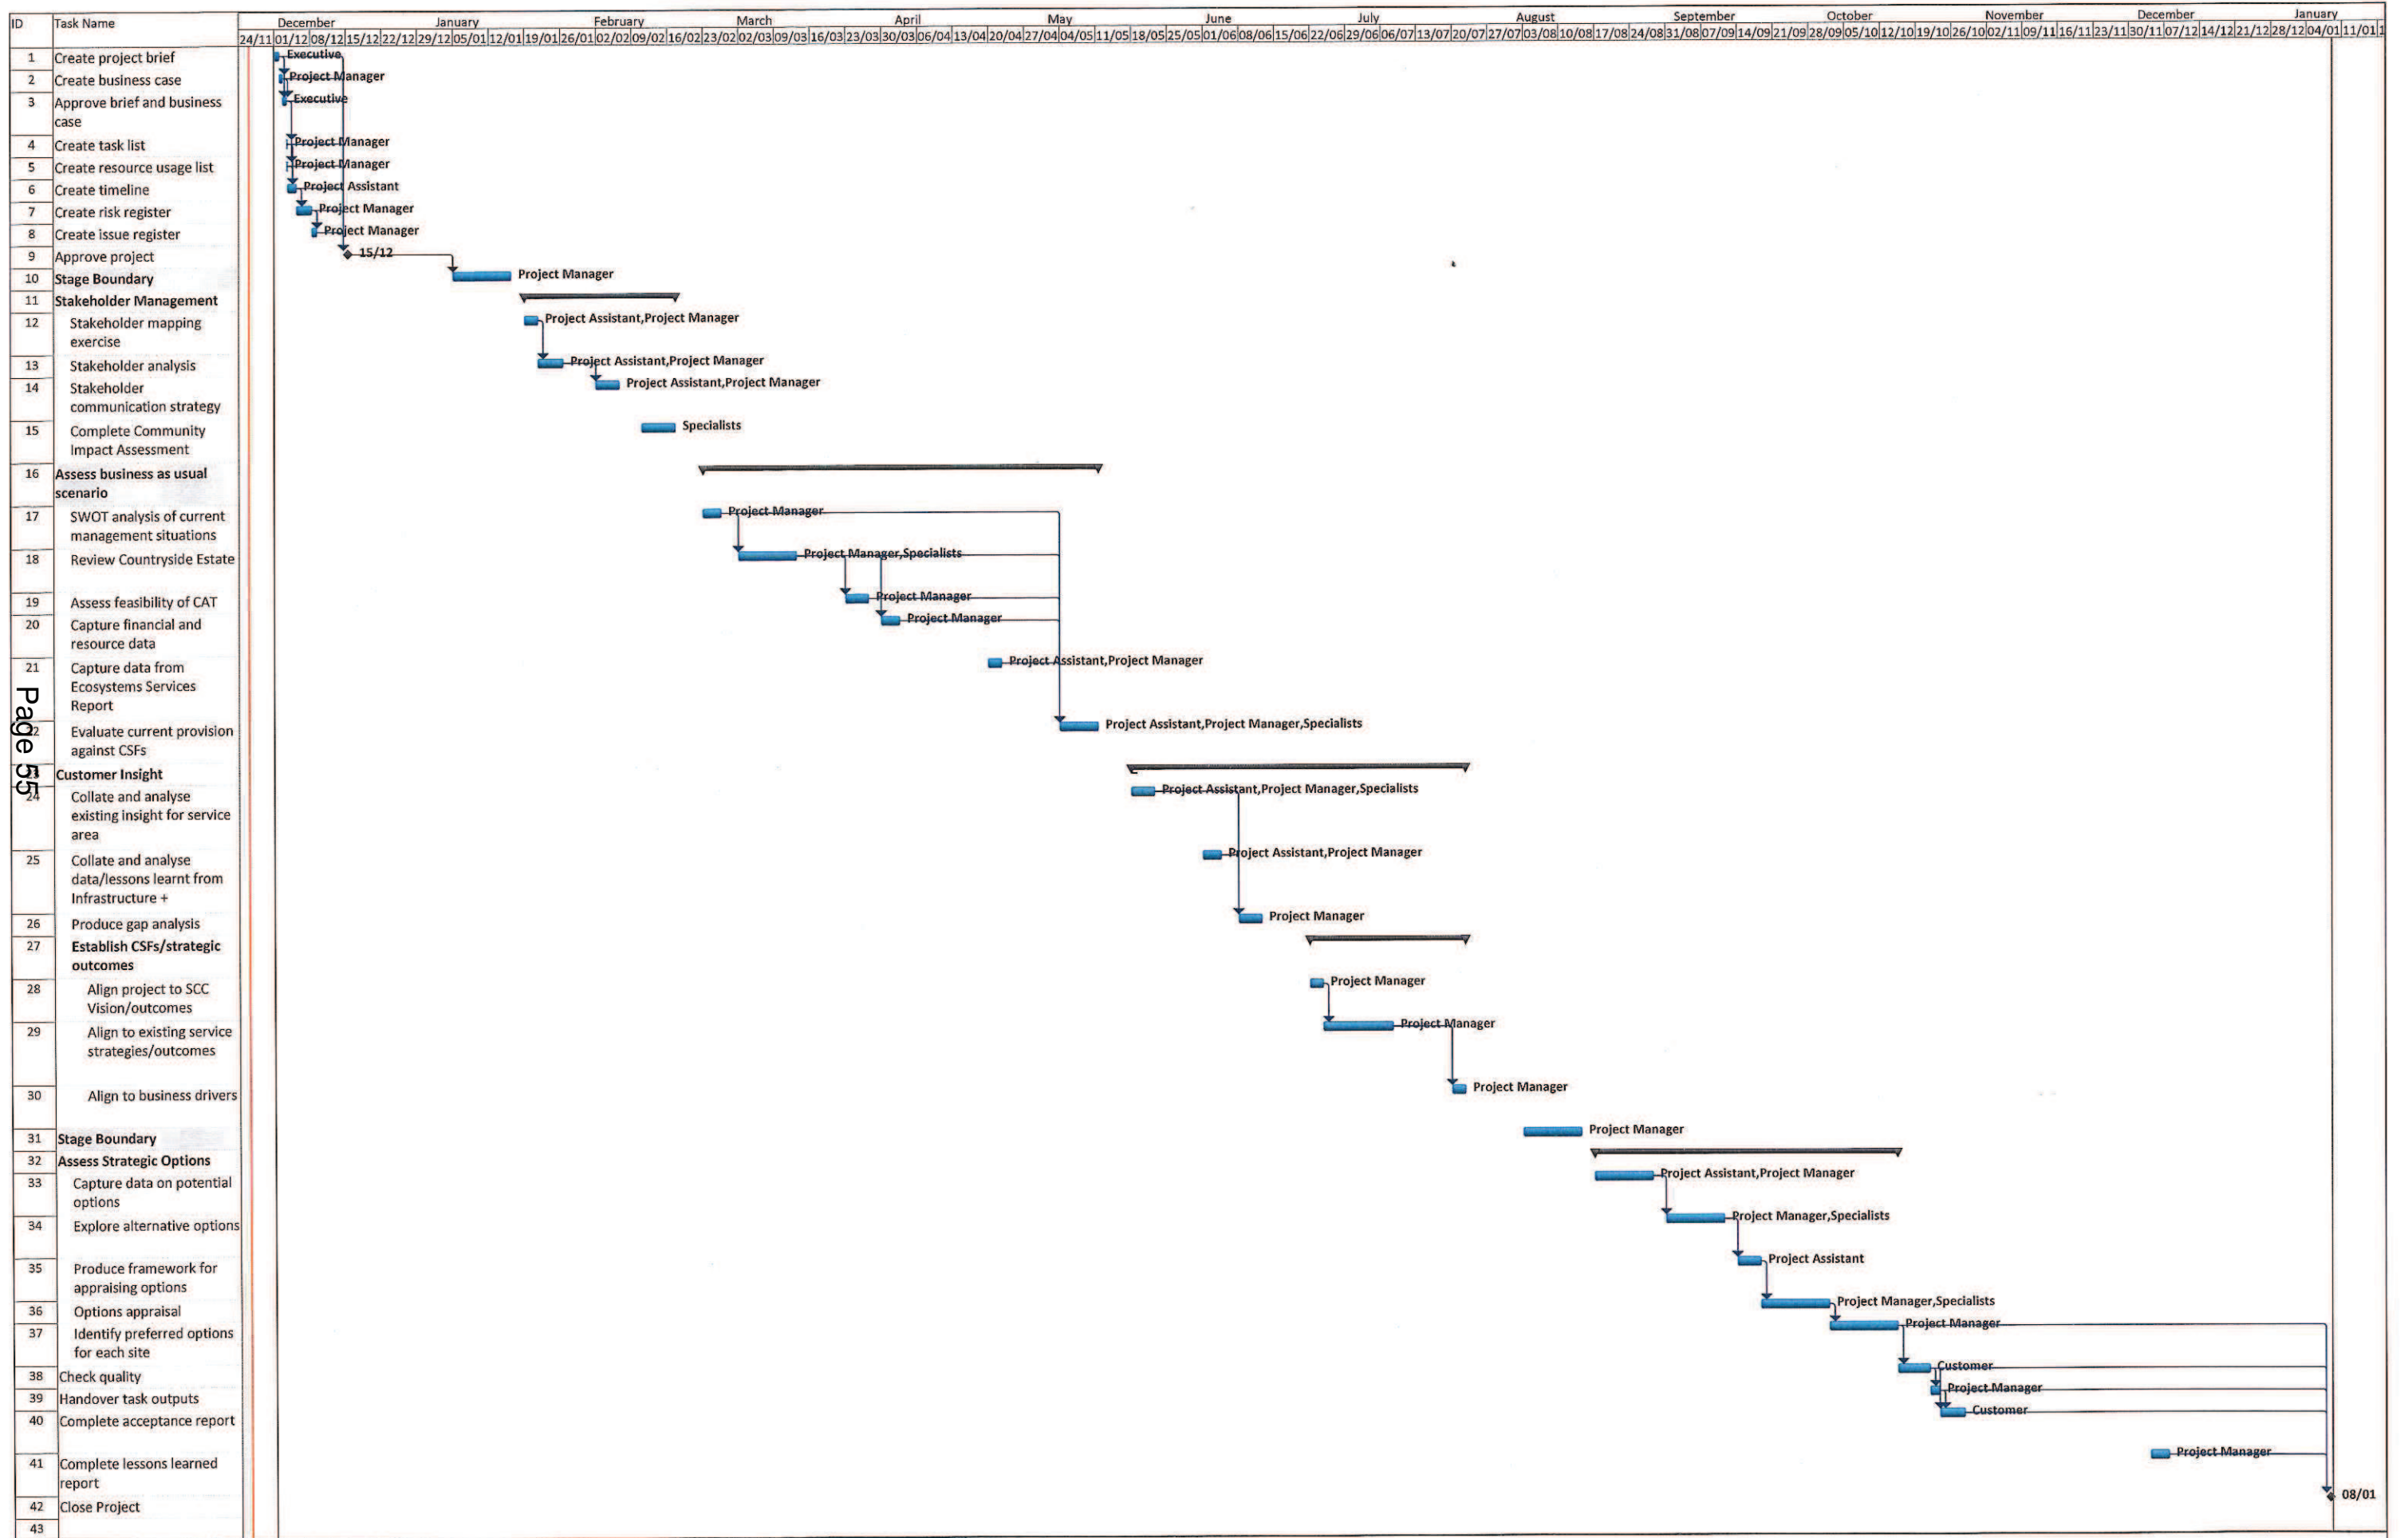 ID Task Name December January February March April May June July August September October November December January
24/11 01/12 08/12 15/12 22/12 29/12 05/01 12/01 19/01 26/01 02/02 09/02 16/02 23/02 02/03 09/03 16/03 23/03 30/03 06/04 13/04 20/04 27/04 04/05 11/05 18/05 25/05 01/06 08/06 15/06 22/06 29/06 06/07 13/07 20/07 27/07 03/08 10/08 17/08 24/08 31/08 07/09 14/09 21/09 28/09 05/10 12/10 19/10 26/10 02/11 09/11 16/11 23/11 30/11 07/12 14/12 21/12 28/12 04/01 11/01 1
1 Create project brief Executive
2 Create business case Project Manager
3 Approve brief and business Executive
case
4 Create task list Project Manager
5 Create resource usage list Project Manager
6 Create timeline Project Assistant
7 Create risk register Project Manager
8 Create issue register Project Manager
9 Approve project 15/12
10 Stage Boundary Project Manager
11 Stakeholder Management
12 Stakeholder mapping Project Assistant,Project Manager
exercise
13 Stakeholder analysis Project Assistant,Project Manager
14 Stakeholder Project Assistant,Project Manager
communication strategy
15 Complete Community Specialists
Impact Assessment
16 Assess business as usual
scenario
17 SWOT analysis of current Project Manager
management situations
18 Review Countryside Estate Project Manager,Specialists
19 Assess feasibility of CAT Project Manager
20 Capture financial and Project Manager
resource data
21 Capture data from Project Assistant,Project Manager
Ecosystems Services
Report
Page 55
22 Evaluate current provision Project Assistant,Project Manager,Specialists
against CSFs
Customer Insight
24 Collate and analyse Project Assistant,Project Manager,Specialists
existing insight for service
area
25 Collate and analyse Project Assistant,Project Manager
data/lessons learnt from
Infrastructure +
26 Produce gap analysis Project Manager
27 Establish CSFs/strategic
outcomes
28 Align project to SCC Project Manager
Vision/outcomes
29 Align to existing service Project Manager
strategies/outcomes
30 Align to business drivers Project Manager
31 Stage Boundary Project Manager
32 Assess Strategic Options
33 Capture data on potential Project Assistant,Project Manager
options
34 Explore alternative options Project Manager,Specialists
35 Produce framework for Project Assistant
appraising options
36 Options appraisal Project Manager,Specialists
37 Identify preferred options Project Manager
for each site
38 Check quality Customer
39 Handover task outputs Project Manager
40 Complete acceptance report Customer
41 Complete lessons learned Project Manager
report
42 Close Project 08/01
43